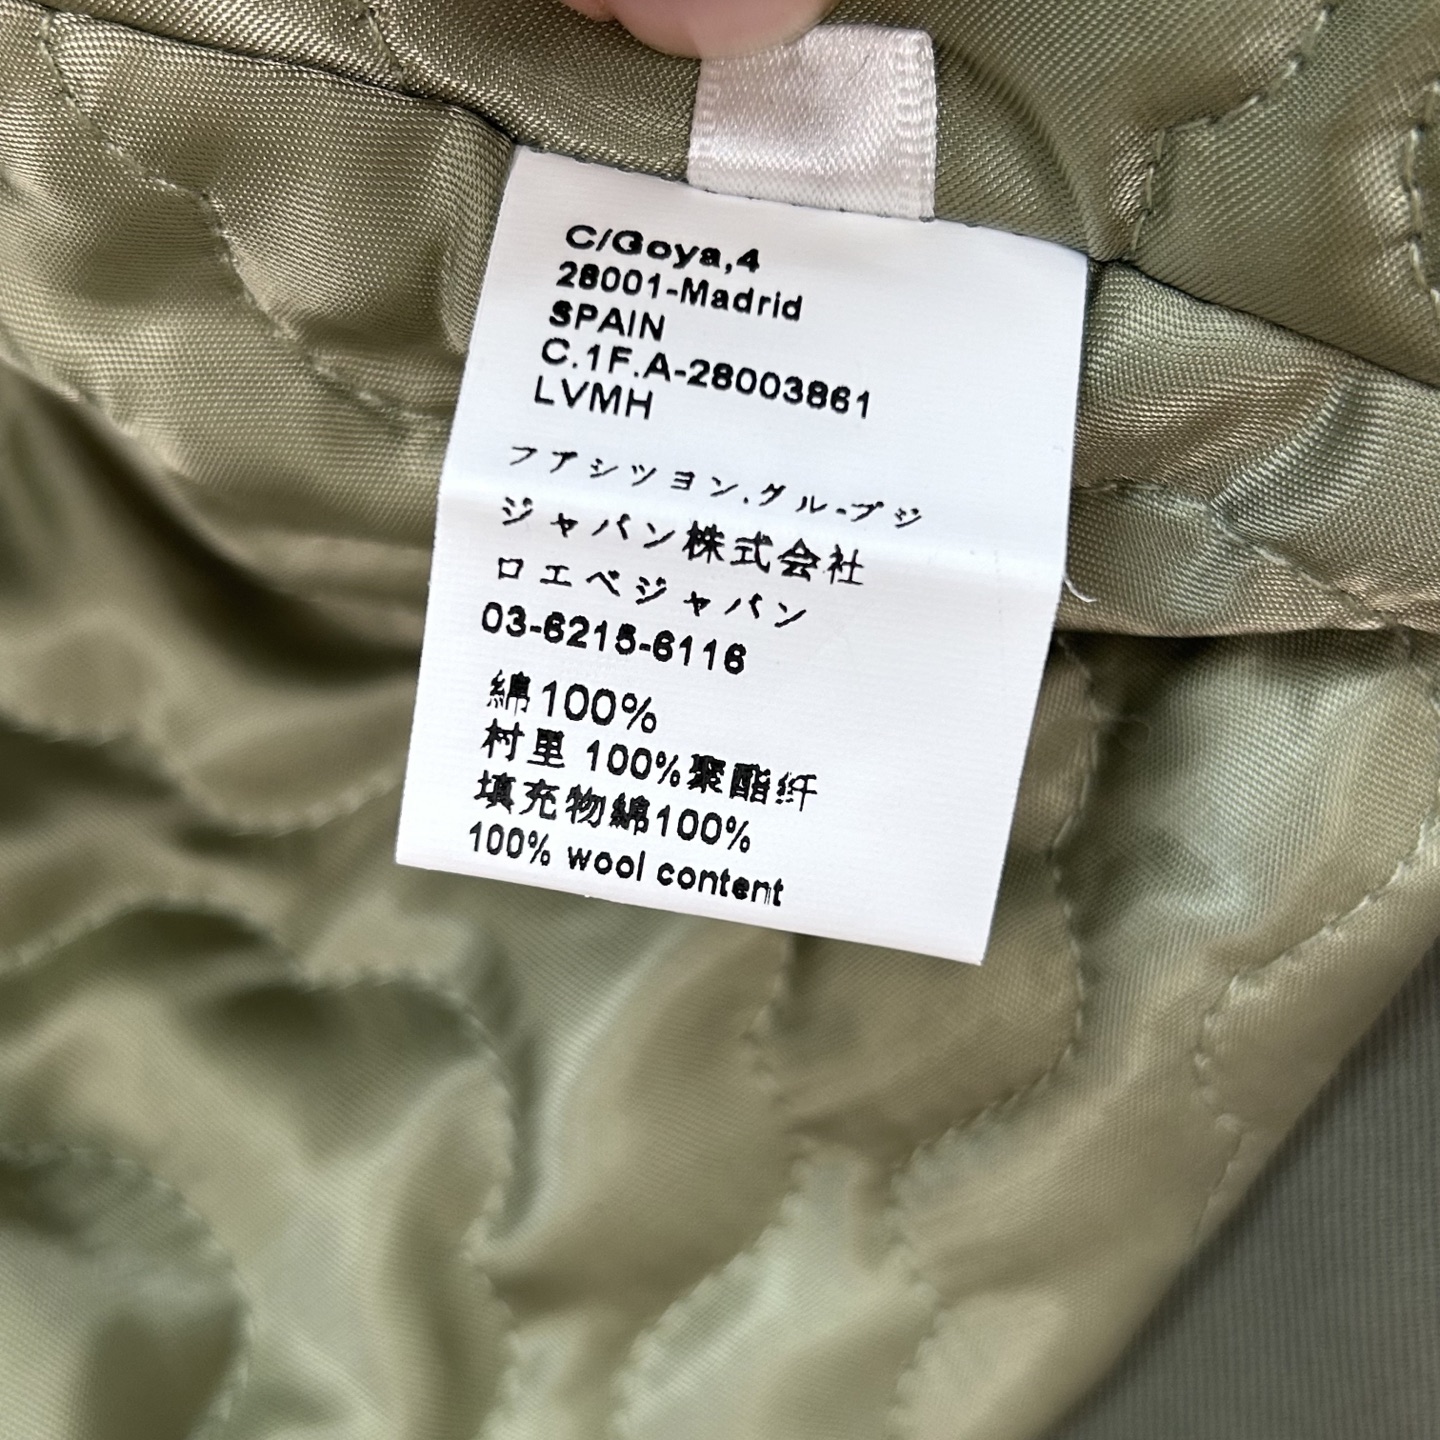 C/Goya,4
28001-Madrid
SPAIN
C.1F.A-28003861
LVMH
フアシツヨン.グル-プジ
ジャパン株式会社
ロエベジャパン
03-6215-6116
綿100%
村里 100%聚酯纤
填充物綿100%
100% wool content